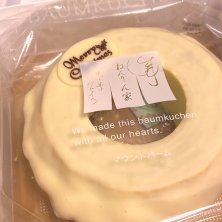 BAUMKUCH
Merry
Christmas
ねんりん家
We made this baumkuchen
with all our hearts.
マウントバーム